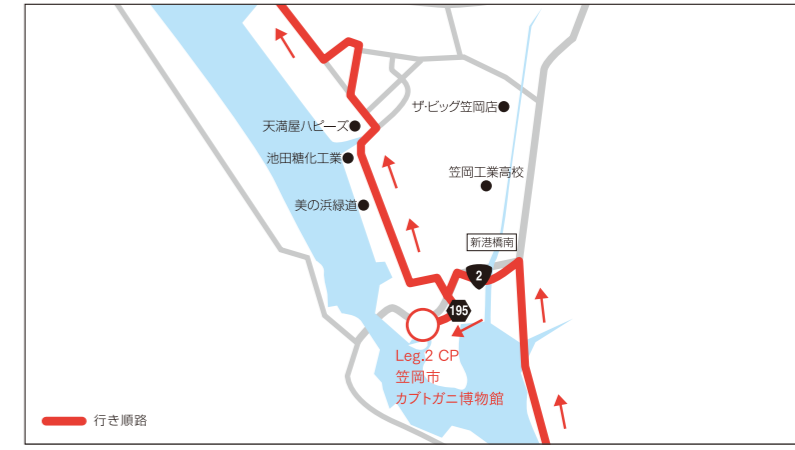 ザ・ビッグ笠岡店
天満屋ハピーズ
池田糖化工業
笠岡工業高校
美の浜緑道
新港橋南
2
195
Leg.2 CP
笠岡市
カブトガニ博物館
行き順路